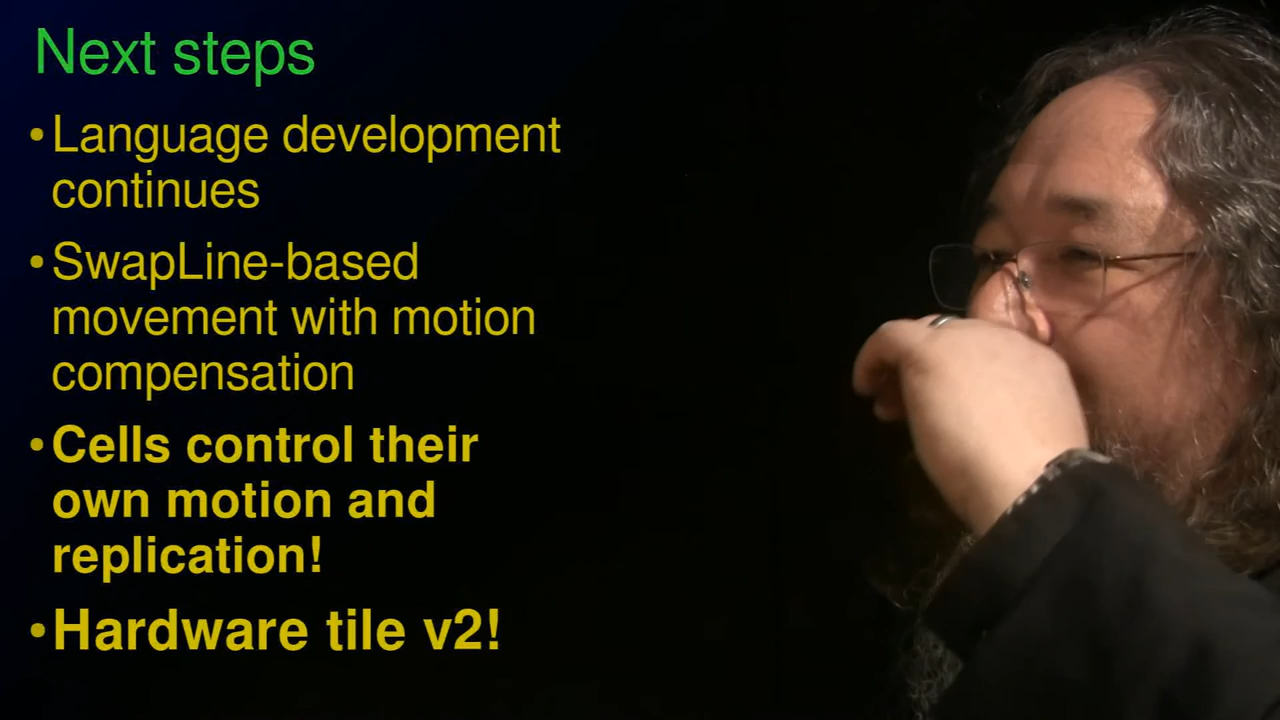 Next steps
•Language development
continues
•SwapLine-based
movement with motion
compensation
•Cells control their
own motion and
replication!
•Hardware tile v2!